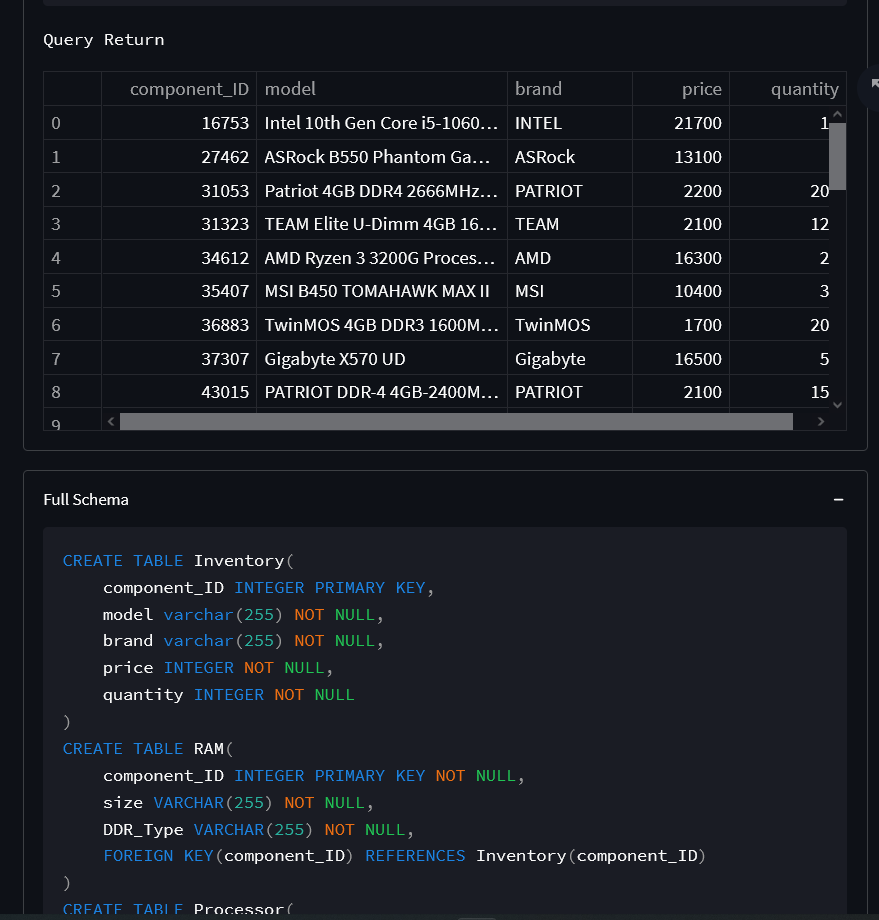 Query Return
component_ID model brand price quantity
0 16753 Intel 10th Gen Core i5-1060... INTEL 21700 1
1 27462 ASRock B550 Phantom Ga... ASRock 13100
2 31053 Patriot 4GB DDR4 2666MHz... PATRIOT 2200 20
3 31323 TEAM Elite U-Dimm 4GB 16... TEAM 2100 12
4 34612 AMD Ryzen 3 3200G Proces... AMD 16300 2
5 35407 MSI B450 TOMAHAWK MAX II MSI 10400 3
6 36883 TwinMOS 4GB DDR3 1600M... TwinMOS 1700 20
7 37307 Gigabyte X570 UD Gigabyte 16500 5
8 43015 PATRIOT DDR-4 4GB-2400M... PATRIOT 2100 15
9
Full Schema
CREATE TABLE Inventory(
component_ID INTEGER PRIMARY KEY,
model varchar(255) NOT NULL,
brand varchar(255) NOT NULL,
price INTEGER NOT NULL,
quantity INTEGER NOT NULL
)
CREATE TABLE RAM(
component_ID INTEGER PRIMARY KEY NOT NULL,
size VARCHAR(255) NOT NULL,
DDR_Type VARCHAR(255) NOT NULL,
FOREIGN KEY(component_ID) REFERENCES Inventory(component_ID)
)
CREATE TABLE Processor(